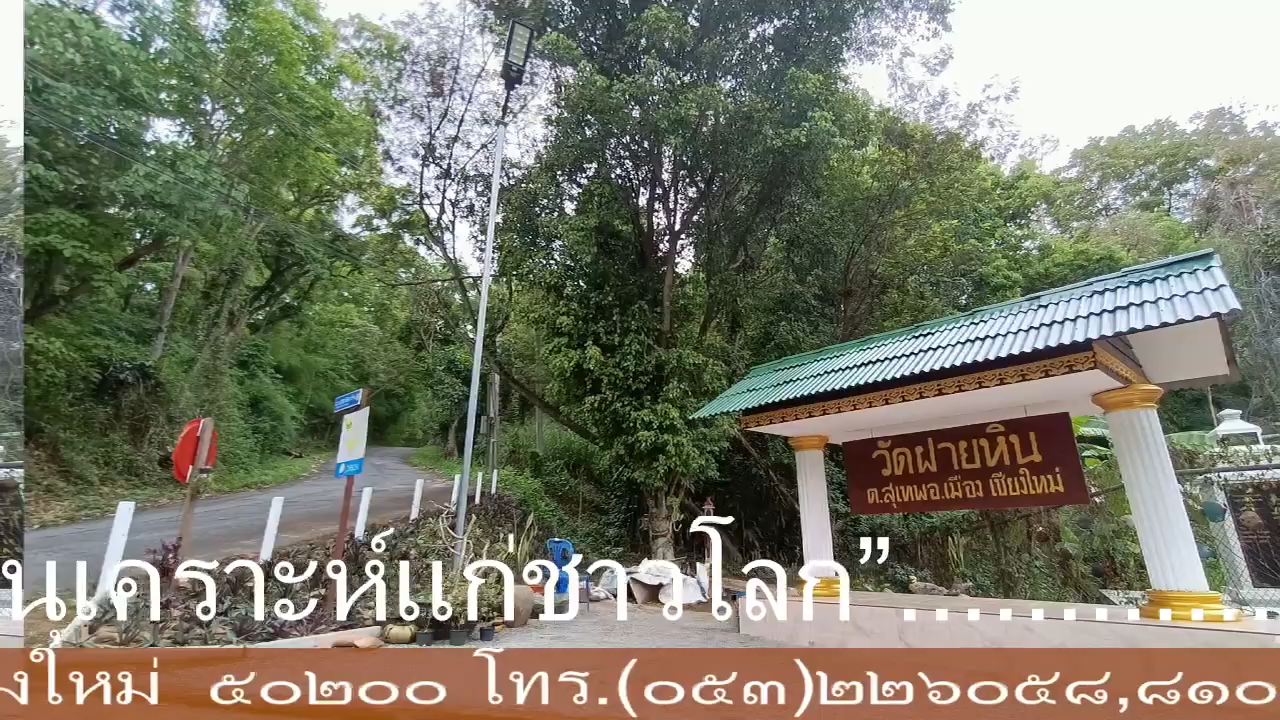 วัดฝายหิน
ต.สุเทพอ.เมือง เชียงใหม่
นุเคราะห์แก่ชาวโลก” ............
งใหม่ ๕๐๒๐๐ โทร.(๐๕๓)๒๒๖๐๕๘,๘๑๐